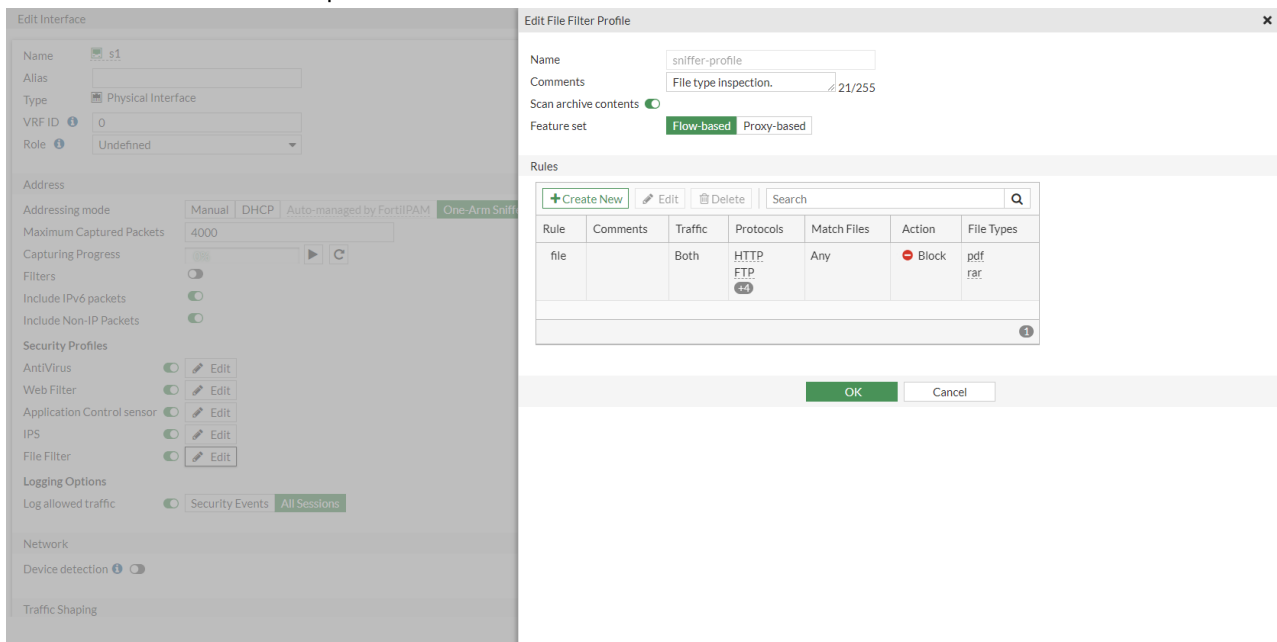 Edit Interface
Name s1
Alias
Type Physical Interface
VRF ID 0
Role Undefined
Address
Addressing mode Manual DHCP Auto-managed by FortiIPAM One-Arm Sniffe
Maximum Captured Packets 4000
Capturing Progress
Filters
Include IPv6 packets
Include Non-IP Packets
Security Profiles
AntiVirus Edit
Web Filter Edit
Application Control sensor Edit
IPS Edit
File Filter Edit
Logging Options
Log allowed traffic Security Events All Sessions
Network
Device detection
Traffic Shaping
Edit File Filter Profile
Name sniffer-profile
Comments File type inspection. 21/255
Scan archive contents
Feature set Flow-based Proxy-based
Rules
Create New Edit Delete Search
Rule Comments Traffic Protocols Match Files Action File Types
file Both HTTP Any Block pdf
FTP rar
+4
1
OK Cancel